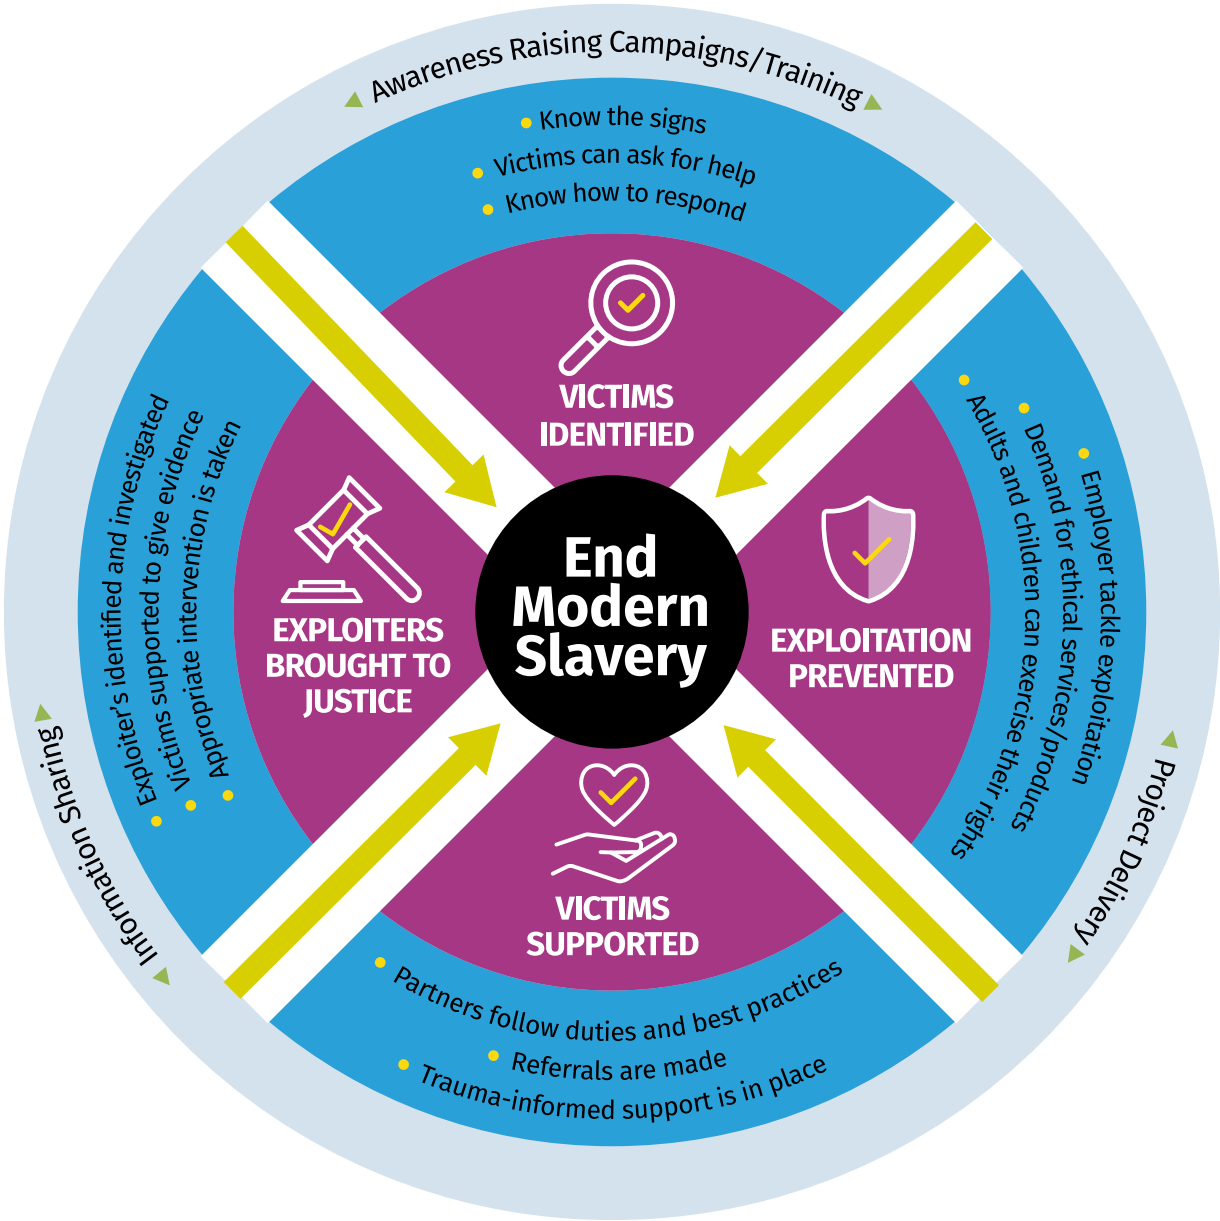 Awareness Raising Campaigns/Training
• Know the signs
• Victims can ask for help
• Know how to respond
VICTIMS
IDENTIFIED
• Employer tackle exploitation
• Demand for ethical services/products
• Adults and children can exercise their rights
EXPLOITATION
PREVENTED
Project Delivery
End
Modern
Slavery
EXPLOITERS
BROUGHT TO
JUSTICE
• Exploiter's identified and investigated
• Victims supported to give evidence
• Appropriate intervention is taken
Information Sharing
VICTIMS
SUPPORTED
• Partners follow duties and best practices
• Referrals are made
• Trauma-informed support is in place